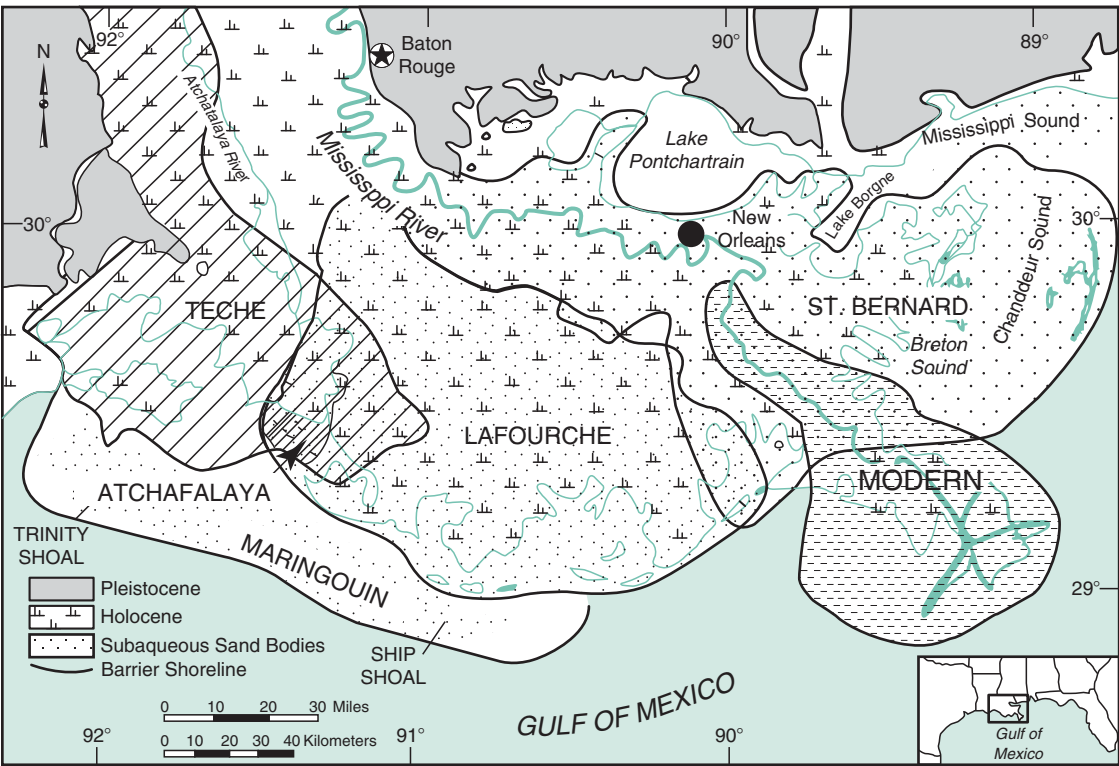 92°
90°
89°
N
Baton
Rouge
Atchafalaya River
Mississppi River
Lake
Pontchartrain
Mississippi Sound
Lake Borgne
30°
30°
New
Orleans
Chanddeur Sound
TECHE
ST. BERNARD
Breton
Sound
LAFOURCHE
MODERN
ATCHAFALAYA
TRINITY
SHOAL
MARINGOUIN
Pleistocene
Holocene
Subaqueous Sand Bodies
Barrier Shoreline
SHIP
SHOAL
29°
0 10 20 30 Miles
0 10 20 30 40 Kilometers
GULF OF MEXICO
Gulf of
Mexico
92°
91°
90°